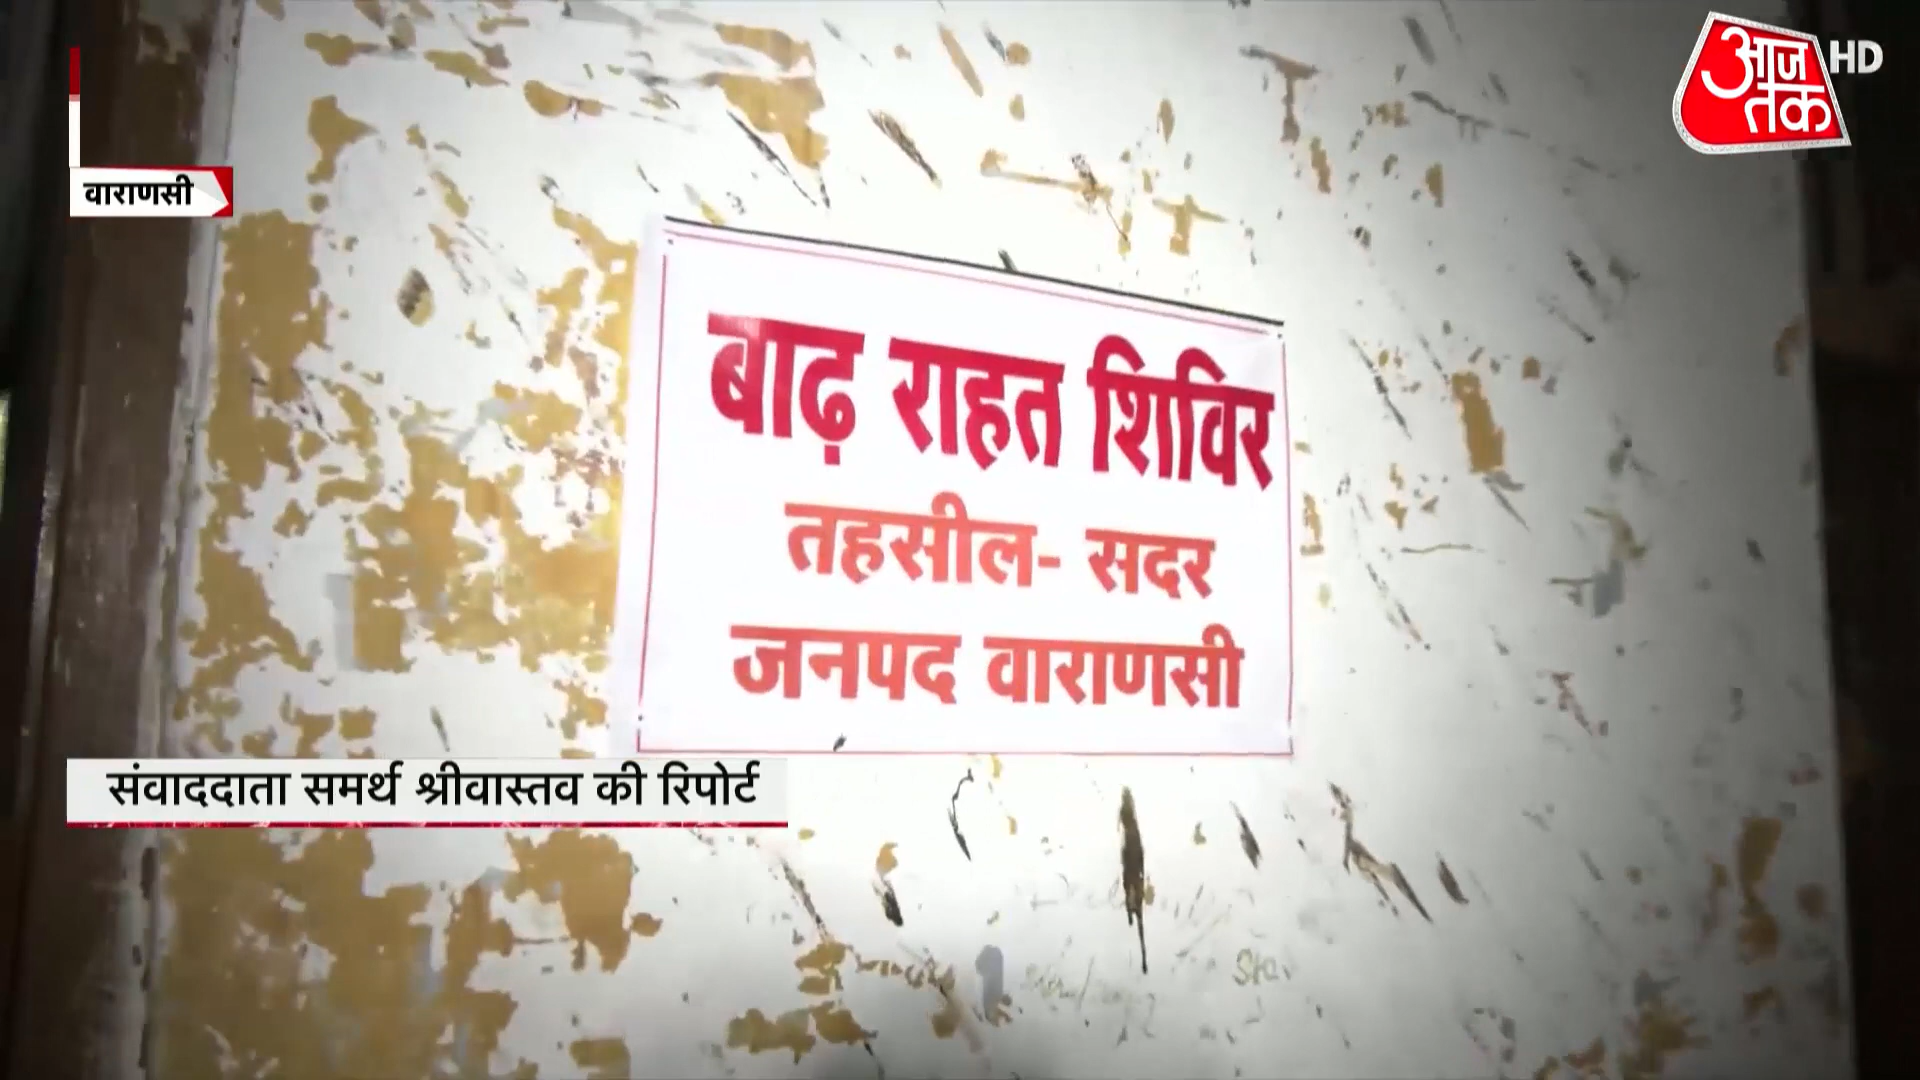 आज
तक
HD
वाराणसी
बाढ़ राहत शिविर
तहसील- सदर
जनपद वाराणसी
संवाददाता समर्थ श्रीवास्तव की रिपोर्ट